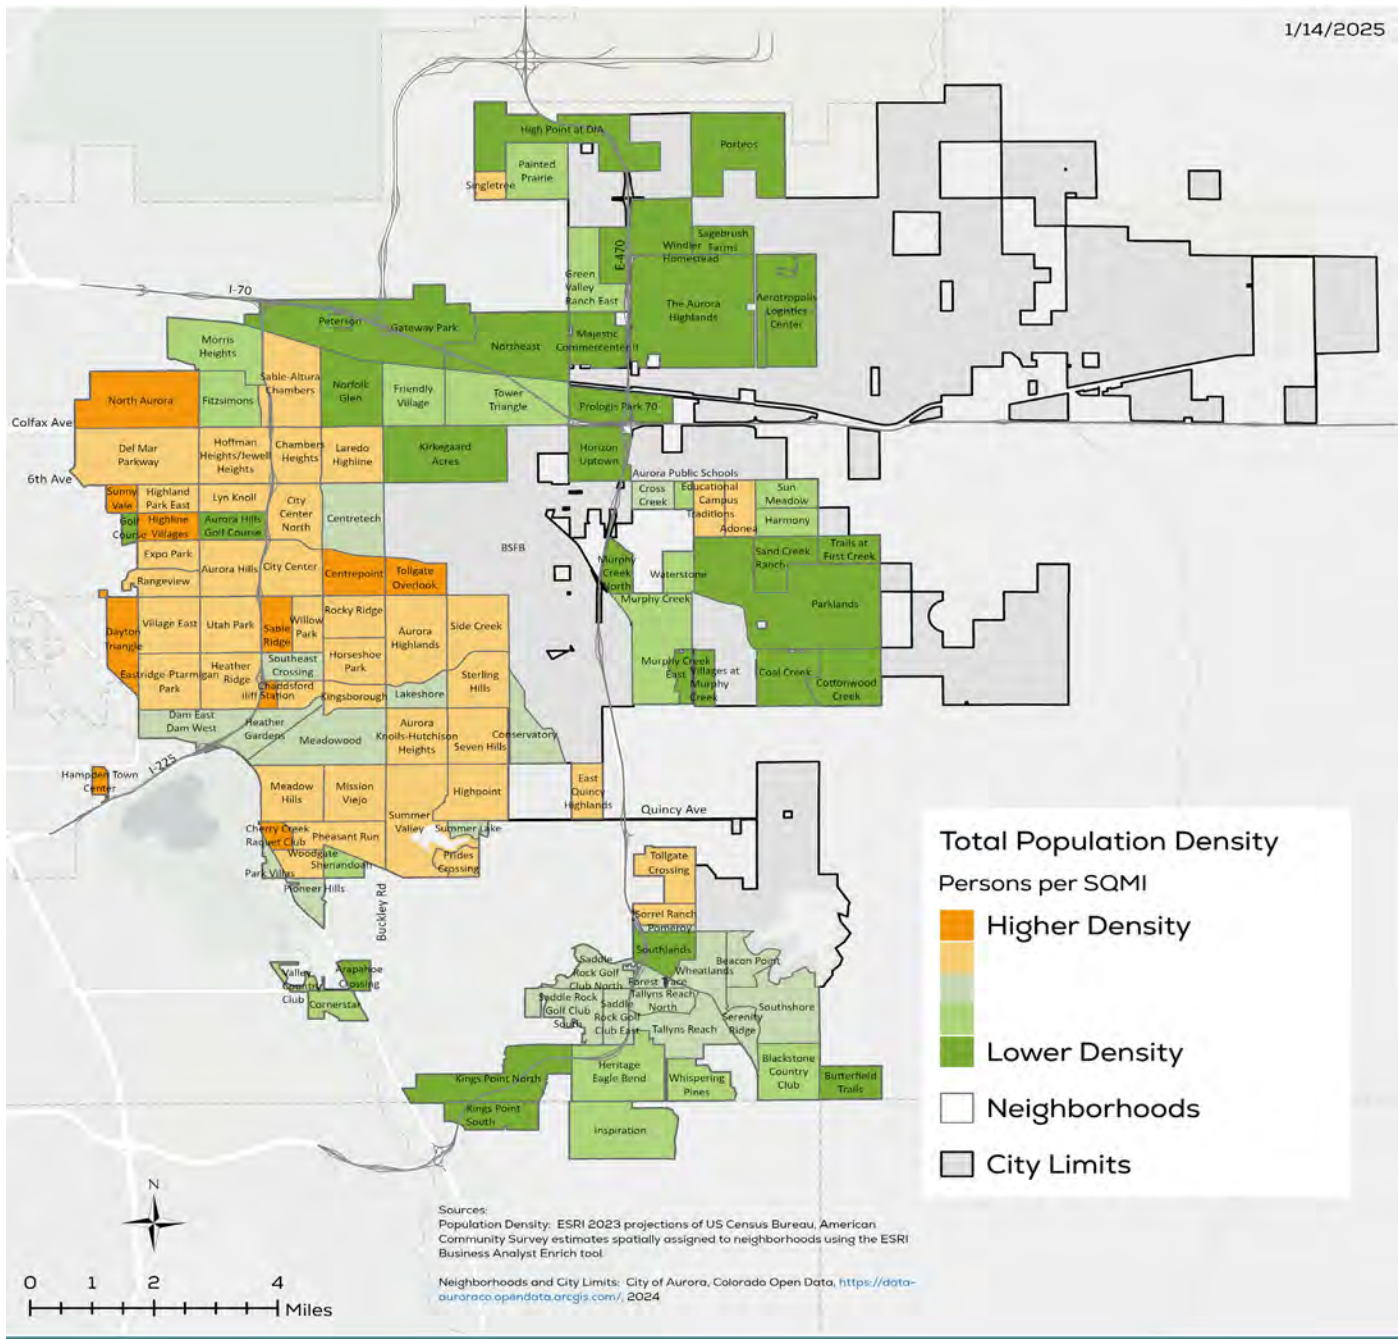 1/14/2025
High Point at DIA
Porteos
Painted
Prairie
Singletree
Sagebrush
Farms
Windler
Homestead
E-470
Green
Valley
Ranch East
The Aurora
Highlands
Aerotropolis
Logistics
Center
I-70
Peterson
Gateway Park
Northeast
Majestic
Commercenter II
Morris
Heights
Sable-Altura
Chambers
Norfolk
Glen
Friendly
Village
Tower
Triangle
Prologis Park 70
North Aurora
Fitzsimons
Colfax Ave
Del Mar
Parkway
Hoffman
Heights/Jewell
Heights
Chambers
Heights
Laredo
Highline
Kirkegaard
Acres
Horizon
Uptown
6th Ave
Aurora Public Schools
Educational
Campus
Cross
Creek
Traditions
Adonea
Sun
Meadow
Harmony
Sunny
Vale
Highland
Park East
Lyn Knoll
City
Center
North
Centretech
Golf
Course
Highline
Villages
Aurora Hills
Golf Course
BSFB
Expo Park
Rangeview
Aurora Hills
City Center
Centrepoint
Tollgate
Overlook
Murphy
Creek
North
Waterstone
Sand Creek
Ranch
Trails at
First Creek
Murphy Creek
Parklands
Dayton
Triangle
Village East
Utah Park
Sable
Ridge
Willow
Park
Rocky Ridge
Aurora
Highlands
Side Creek
Horseshoe
Park
Southeast
Crossing
Heather
Ridge
Eastridge-Ptarmigan
Park
Chaddsford
Iliff Station
Kingsborough
Lakeshore
Sterling
Hills
Murphy Creek
East
Villages at
Murphy
Creek
Coal Creek
Cottonwood
Creek
Dam East
Dam West
Heather
Gardens
Meadowood
Aurora
Knolls-Hutchison
Heights
Seven Hills
Conservatory
I-225
Hampden Town
Center
Meadow
Hills
Mission
Viejo
Summer
Valley
Highpoint
East
Quincy
Highlands
Quincy Ave
Cherry Creek
Raquet Club
Pheasant Run
Summer Lake
Woodgate
Shenandoah
Prides
Crossing
Park Villas
Pioneer Hills
Buckley Rd
Tollgate
Crossing
Sorrel Ranch
Pomeroy
Southlands
Valley
Country
Club
Arapahoe
Crossing
Cornerstar
Saddle
Rock Golf
Club North
Wheatlands
Beacon Point
Forest Trace
Saddle Rock
Golf Club
South
Saddle
Rock Golf
Club East
Tallyns Reach
North
Tallyns Reach
Serenity
Ridge
Southshore
Kings Point North
Heritage
Eagle Bend
Whispering
Pines
Blackstone
Country
Club
Butterfield
Trails
Kings Point
South
Inspiration
Total Population Density
Persons per SQMI
Higher Density
Lower Density
Neighborhoods
City Limits
N
0 1 2 4
Miles
Sources:
Population Density: ESRI 2023 projections of US Census Bureau, American
Community Survey estimates spatially assigned to neighborhoods using the ESRI
Business Analyst Enrich tool
Neighborhoods and City Limits: City of Aurora, Colorado Open Data, https://data-
auroraco.opendata.arcgis.com/, 2024